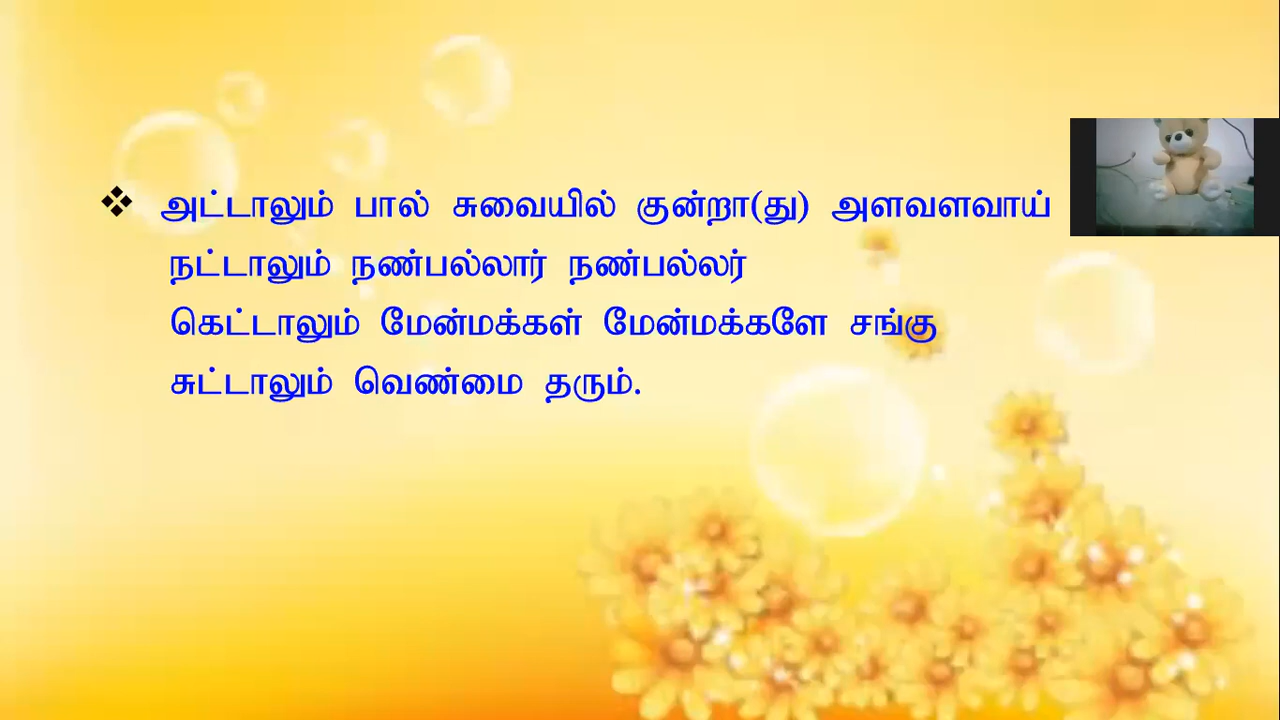 ❖ அட்டாலும் பால் சுவையில் குன்றா(து) அளவளவாய்
நட்டாலும் நண்பல்லார் நண்பல்லர்
கெட்டாலும் மேன்மக்கள் மேன்மக்களே சங்கு
சுட்டாலும் வெண்மை தரும்.